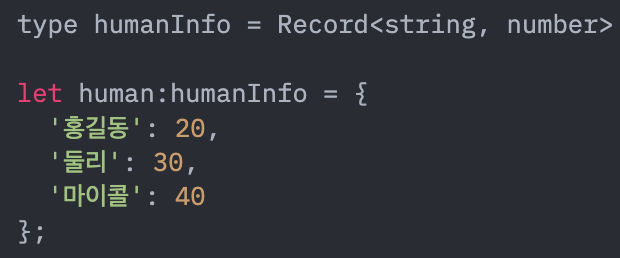 type humanInfo = Record<string, number>
let human:humanInfo = {
  '홍길동': 20,
  '둘리': 30,
  '마이콜': 40
};